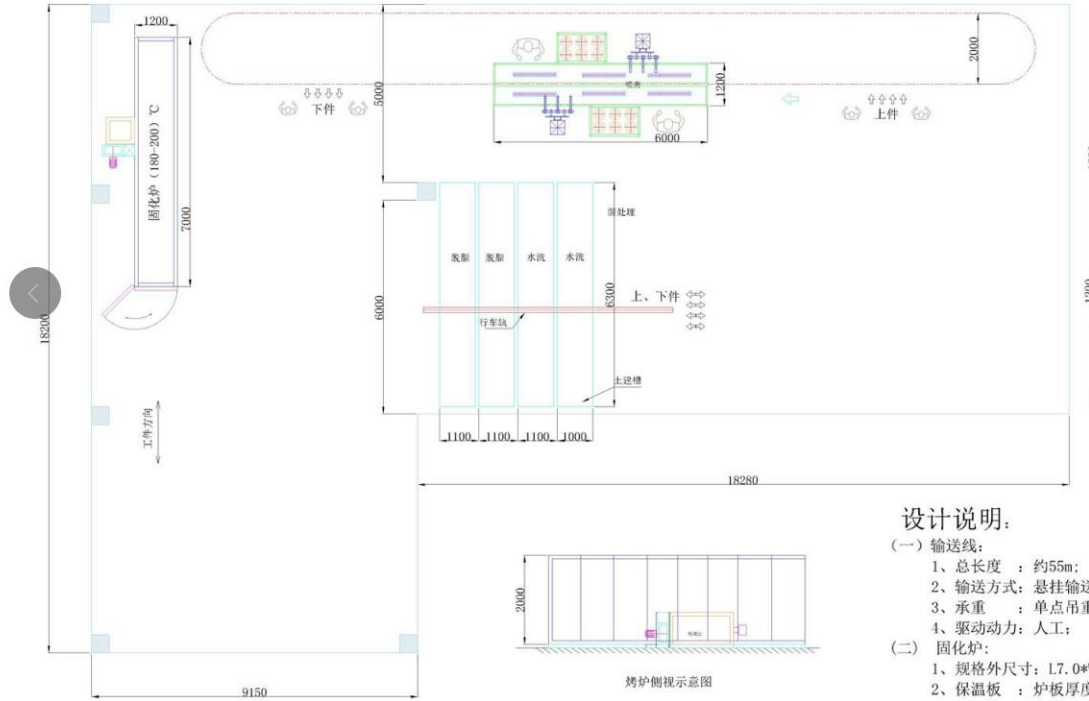 1200
2000
5000
下件
上件
喷房
1200
6000
固化炉（180-200）℃
7000
前处理
脱脂
脱脂
水洗
水洗
6300
上、下件
行车轨
18200
6000
土建槽
工件方向
1100
1100
1100
1000
18280
9150
2000
烤炉侧视示意图
设计说明：
（一）输送线：
1、总长度 ：约55m；
2、输送方式：悬挂输送
3、承重 ：单点吊重
4、驱动动力：人工；
（二） 固化炉：
1、规格外尺寸：L7.0*
2、保温板 ：炉板厚度